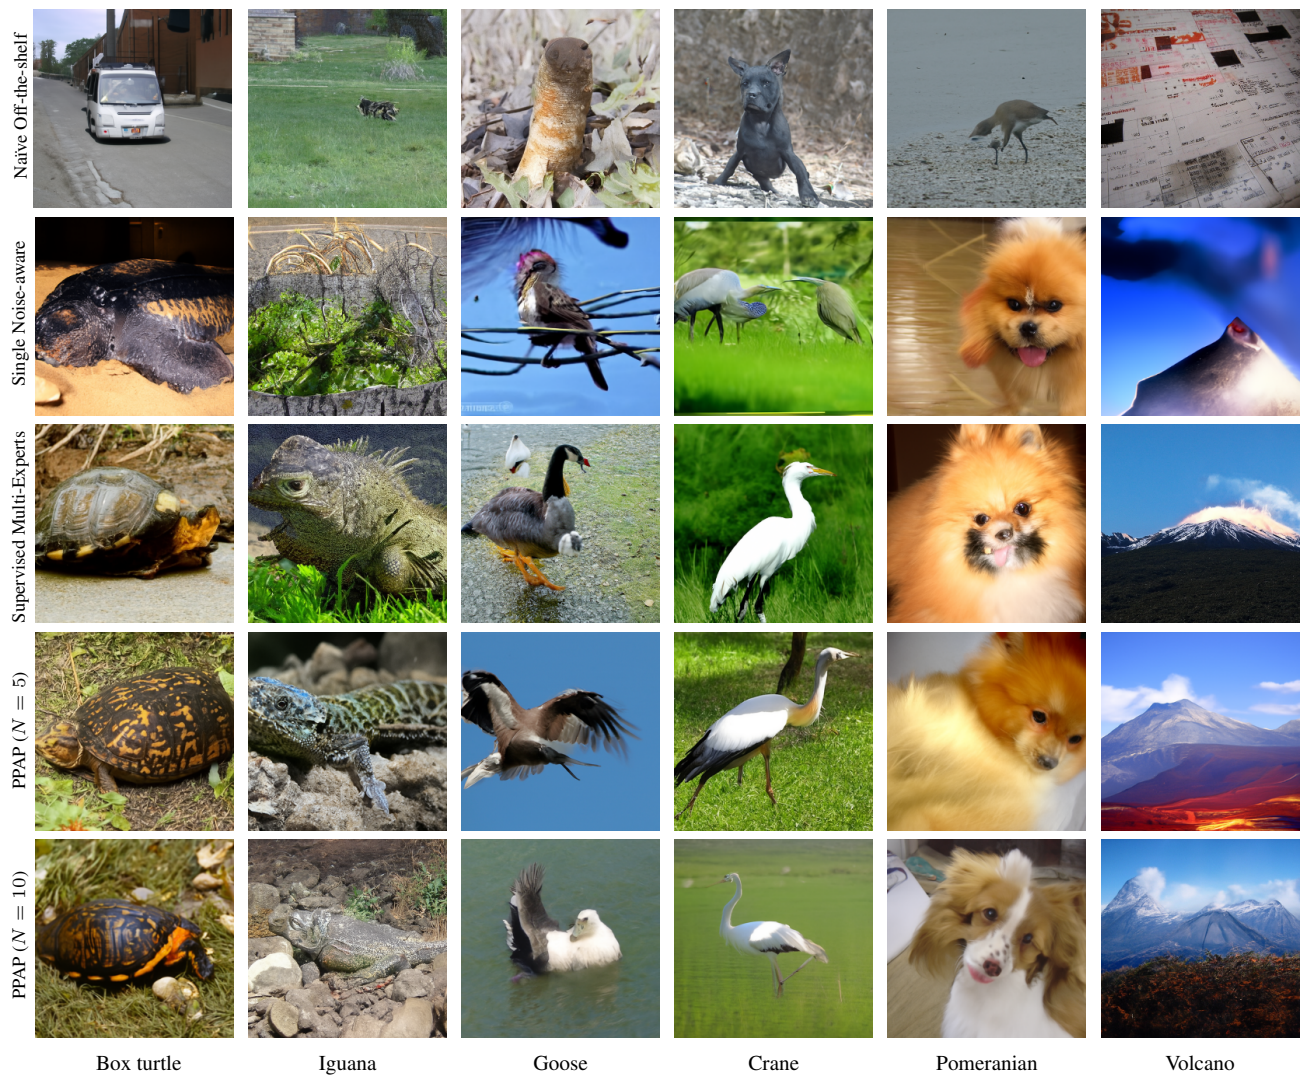 Naïve Off-the-shelf
Single Noise-aware
Supervised Multi-Experts
PPAP (N = 5)
PPAP (N = 10)
Box turtle
Iguana
Goose
Crane
Pomeranian
Volcano